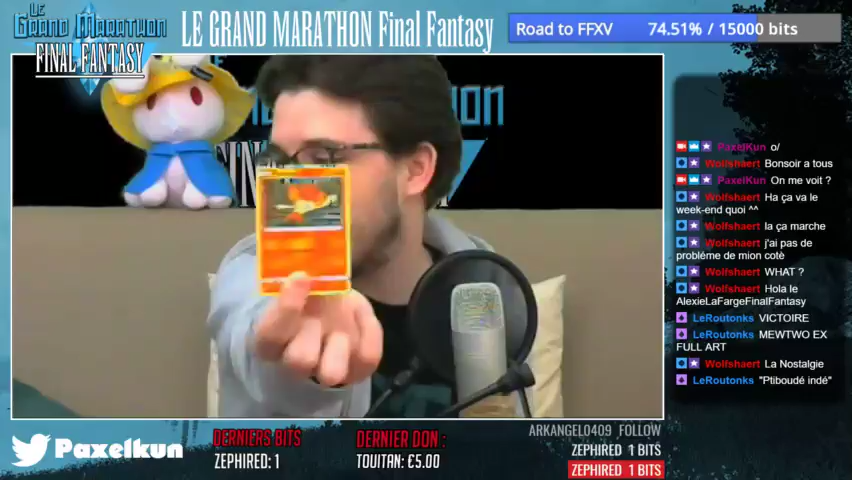 LE
GRAND MARATHON
FINAL FANTASY
LE GRAND MARATHON Final Fantasy
Road to FFXV 74.51% / 15000 bits
PaxelKun o/
Wolfshaert Bonsoir a tous
PaxelKun On me voit ?
Wolfshaert Ha ça va le
week-end quoi ^^
Wolfshaert la ça marche
Wolfshaert j'ai pas de
problème de mion coté
Wolfshaert WHAT ?
Wolfshaert Hola le
AlexieLaFargeFinalFantasy
LeRoutonks VICTOIRE
LeRoutonks MEWTWO EX
FULL ART
Wolfshaert La Nostalgie
LeRoutonks "Ptiboudé indé"
Paxelkun
DERNIERS BITS
ZEPHIRED: 1
DERNIER DON :
TOUITAN: €5.00
ARKANGEL0409 FOLLOW
ZEPHIRED 1 BITS
ZEPHIRED 1 BITS